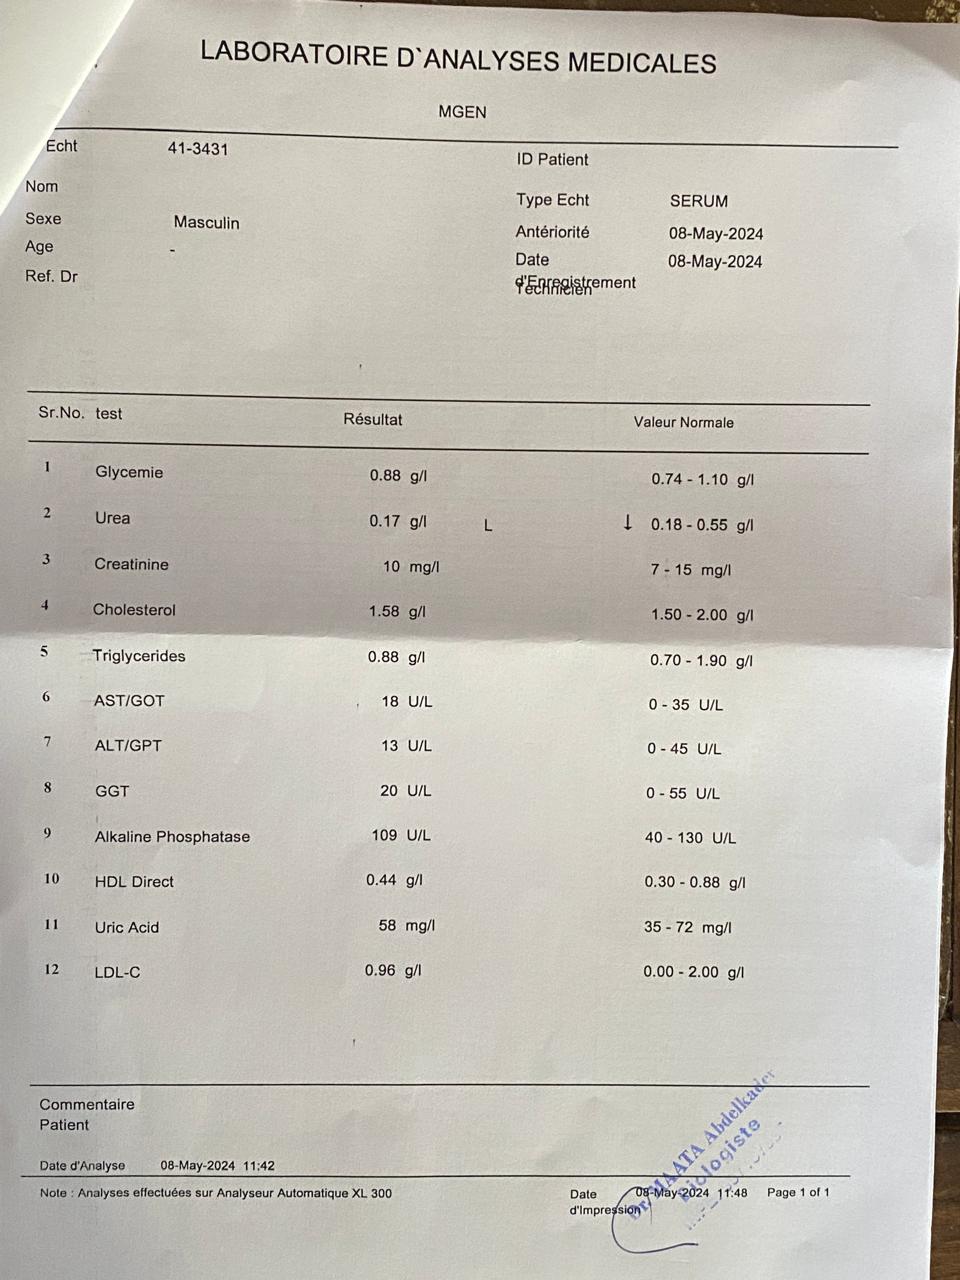 LABORATOIRE D`ANALYSES MEDICALES
MGEN
Echt 41-3431
ID Patient
Nom
Type Echt SERUM
Sexe Masculin
Antériorité 08-May-2024
Age -
Date d'Enregistrement 08-May-2024
Ref. Dr
Technicien
Sr.No. test Résultat Valeur Normale
1 Glycemie 0.88 g/l 0.74 - 1.10 g/l
2 Urea 0.17 g/l L ↓ 0.18 - 0.55 g/l
3 Creatinine 10 mg/l 7 - 15 mg/l
4 Cholesterol 1.58 g/l 1.50 - 2.00 g/l
5 Triglycerides 0.88 g/l 0.70 - 1.90 g/l
6 AST/GOT 18 U/L 0 - 35 U/L
7 ALT/GPT 13 U/L 0 - 45 U/L
8 GGT 20 U/L 0 - 55 U/L
9 Alkaline Phosphatase 109 U/L 40 - 130 U/L
10 HDL Direct 0.44 g/l 0.30 - 0.88 g/l
11 Uric Acid 58 mg/l 35 - 72 mg/l
12 LDL-C 0.96 g/l 0.00 - 2.00 g/l
Commentaire
Patient
Date d'Analyse 08-May-2024 11:42
Note : Analyses effectuées sur Analyseur Automatique XL 300
Date d'Impression 08-May-2024 11:48 Page 1 of 1
Dr. MAATA Abdelkader
Biologiste